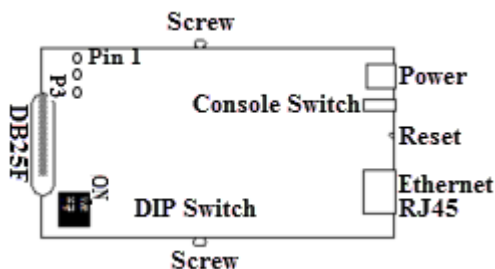 Screw
Pin 1
P3
Power
Console Switch
DB25F
Reset
ON
Ethernet
RJ45
DIP Switch
Screw